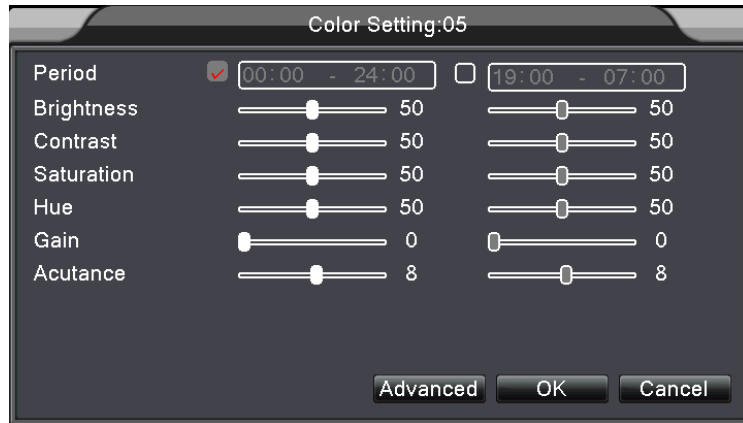 Color Setting:05
Period 00:00 - 24:00 19:00 - 07:00
Brightness 50 50
Contrast 50 50
Saturation 50 50
Hue 50 50
Gain 0 0
Acutance 8 8
Advanced OK Cancel